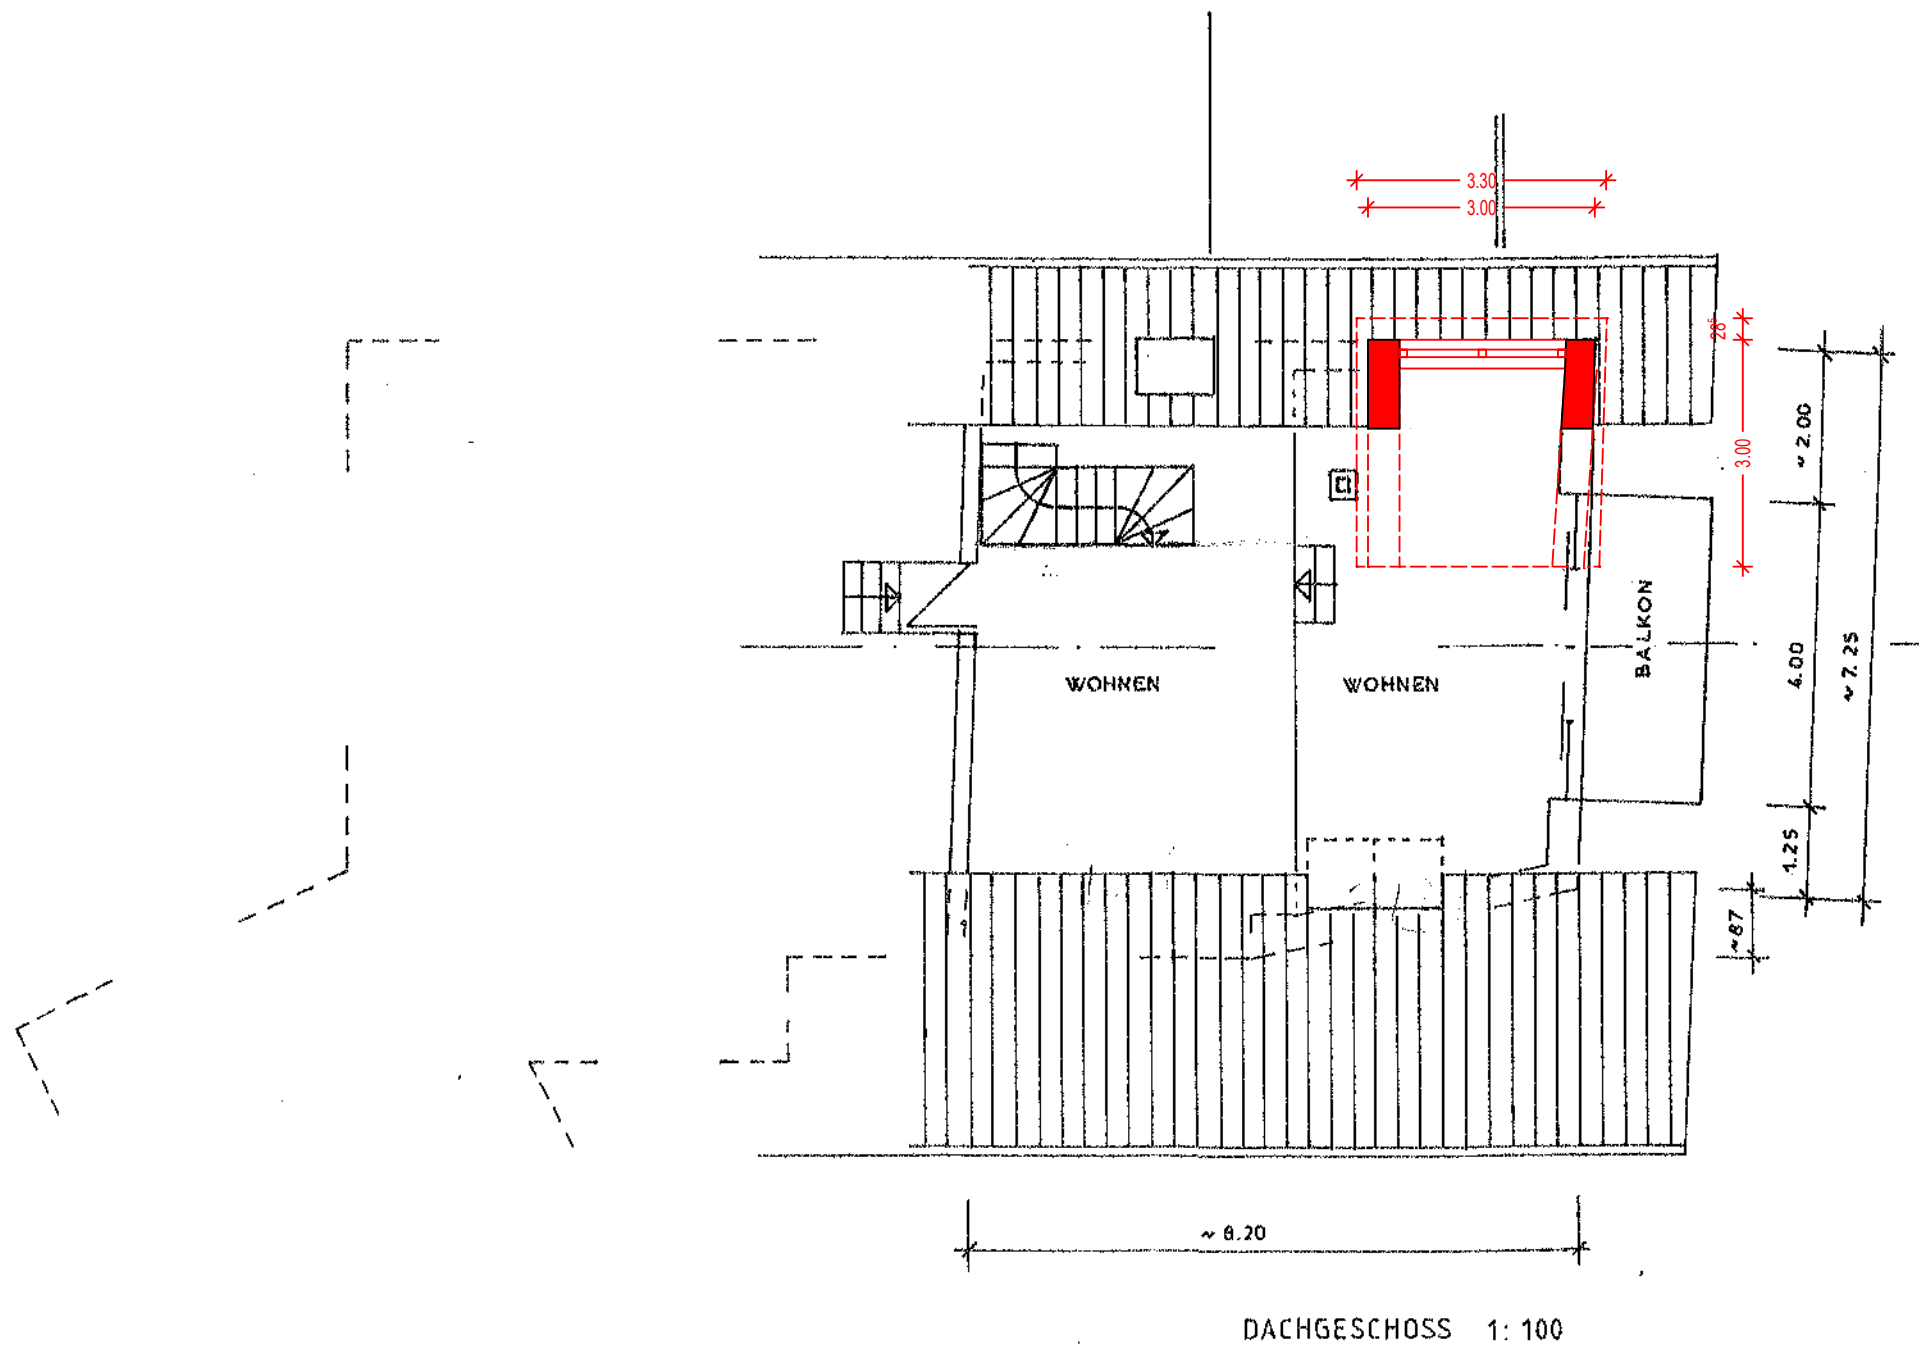 3.30
3.00
28⁵
3.00
~ 2.00
4.00
~ 7.25
BALKON
WOHNEN
WOHNEN
1.25
~87
~ 8.20
DACHGESCHOSS 1:100